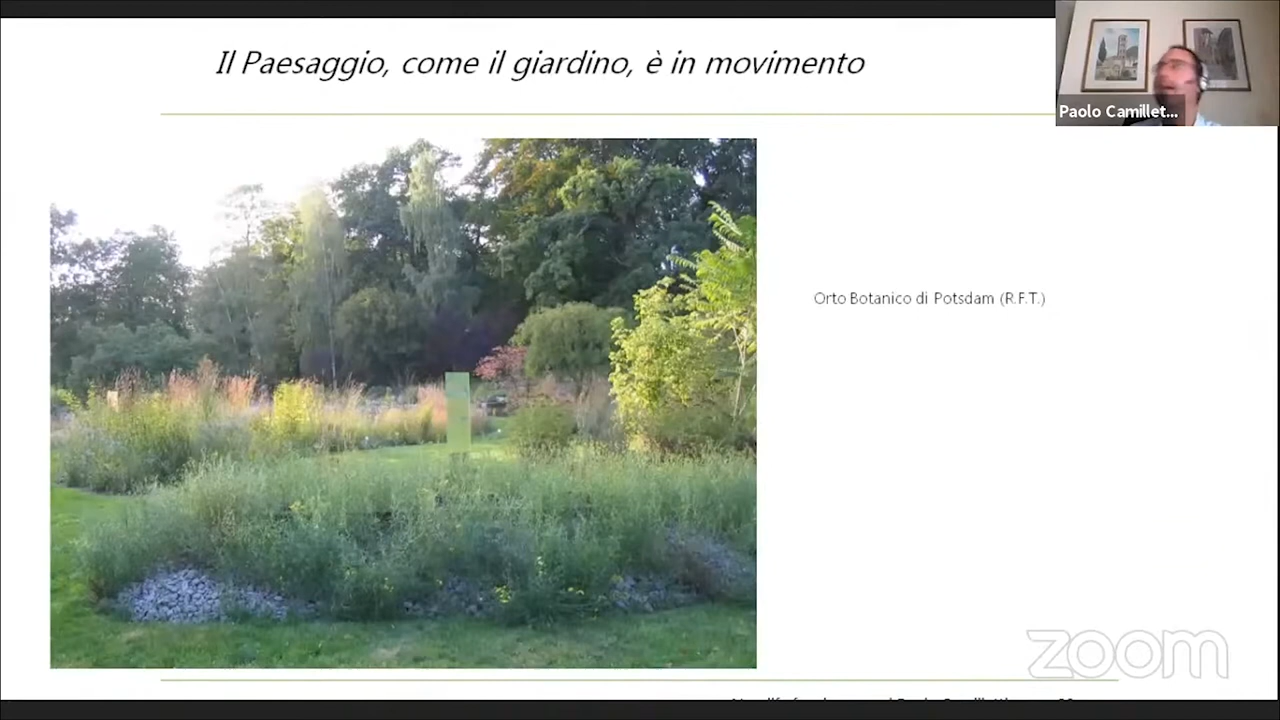 Il Paesaggio, come il giardino, è in movimento
Paolo Camillet...
Orto Botanico di Potsdam (R.F.T.)
zoom